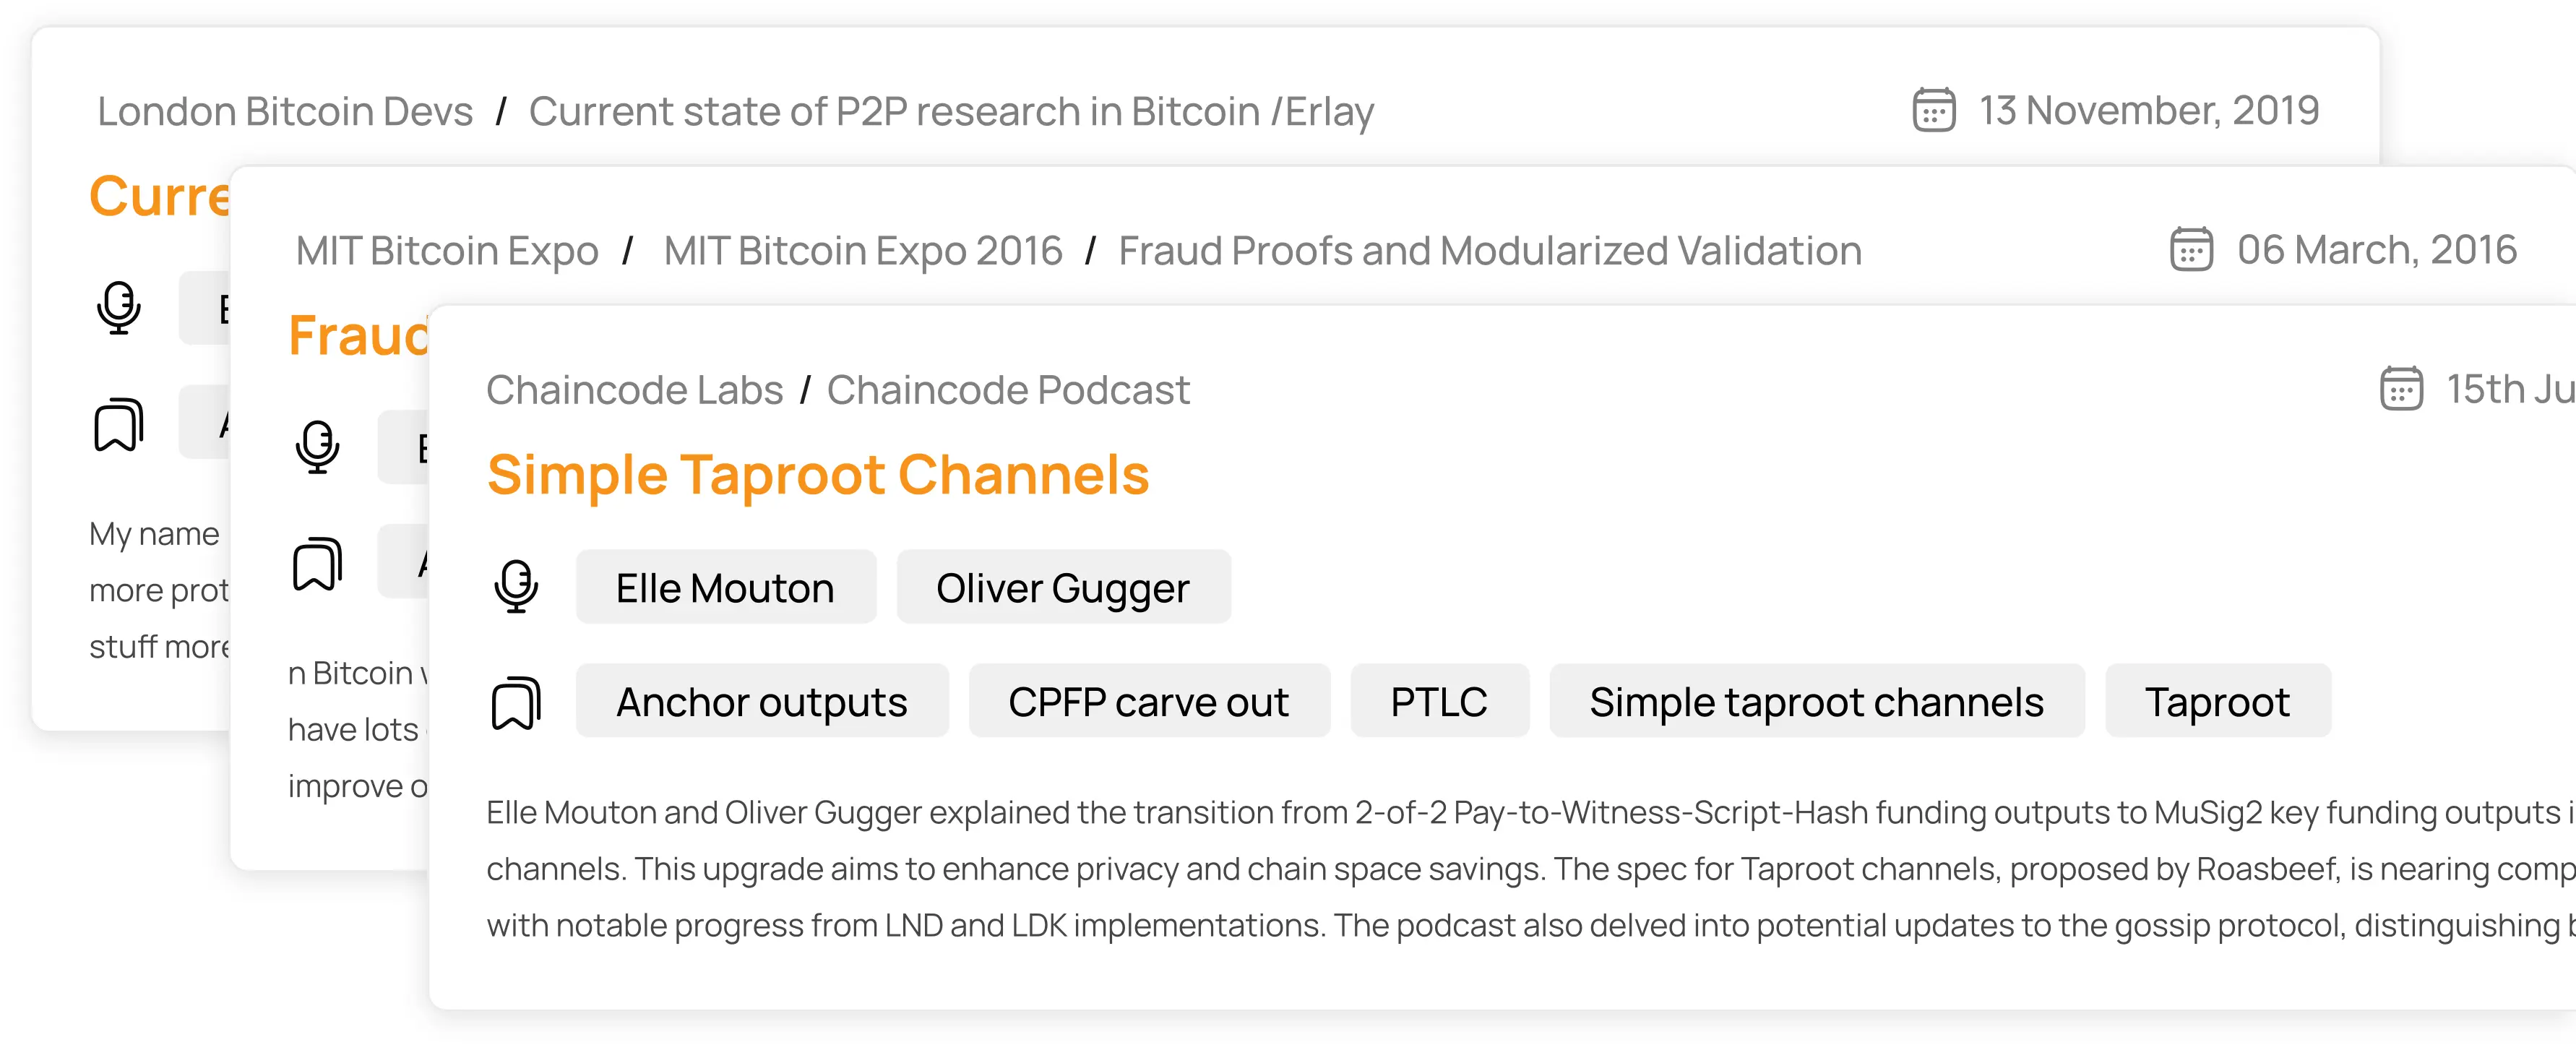 London Bitcoin Devs / Current state of P2P research in Bitcoin /Erlay 13 November, 2019
MIT Bitcoin Expo / MIT Bitcoin Expo 2016 / Fraud Proofs and Modularized Validation 06 March, 2016
Chaincode Labs / Chaincode Podcast 15th
Simple Taproot Channels
Elle Mouton Oliver Gugger
Anchor outputs CPFP carve out PTLC Simple taproot channels Taproot
My name
more
stuff more
n Bitcoin
have lots
improve
Elle Mouton and Oliver Gugger explained the transition from 2-of-2 Pay-to-Witness-Script-Hash funding outputs to MuSig2 key funding outputs
channels. This upgrade aims to enhance privacy and chain space savings. The spec for Taproot channels, proposed by Roasbeef, is nearing
with notable progress from LND and LDK implementations. The podcast also delved into potential updates to the gossip protocol, distinguishing